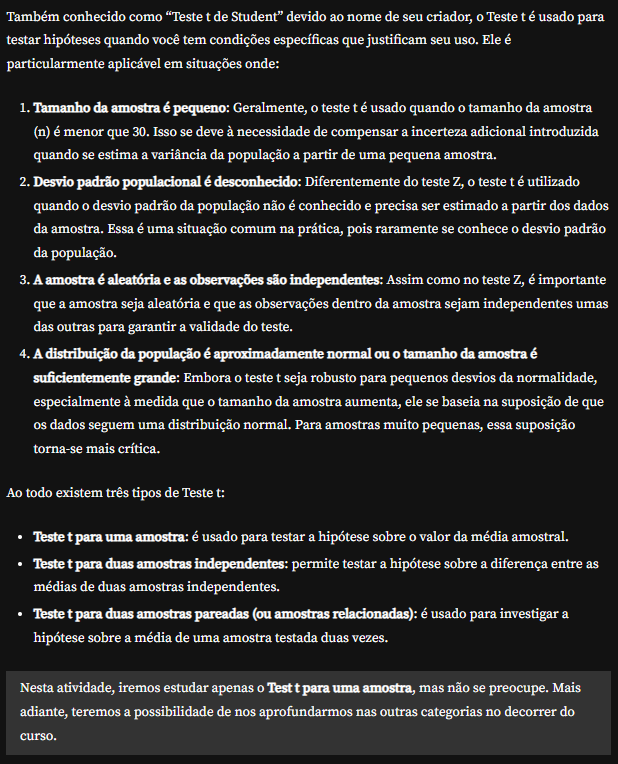 Também conhecido como “Teste t de Student” devido ao nome de seu criador, o Teste t é usado para
testar hipóteses quando você tem condições específicas que justificam seu uso. Ele é
particularmente aplicável em situações onde:
1. Tamanho da amostra é pequeno: Geralmente, o teste t é usado quando o tamanho da amostra
(n) é menor que 30. Isso se deve à necessidade de compensar a incerteza adicional introduzida
quando se estima a variância da população a partir de uma pequena amostra.
2. Desvio padrão populacional é desconhecido: Diferentemente do teste Z, o teste t é utilizado
quando o desvio padrão da população não é conhecido e precisa ser estimado a partir dos dados
da amostra. Essa é uma situação comum na prática, pois raramente se conhece o desvio padrão
da população.
3. A amostra é aleatória e as observações são independentes: Assim como no teste Z, é importante
que a amostra seja aleatória e que as observações dentro da amostra sejam independentes umas
das outras para garantir a validade do teste.
4. A distribuição da população é aproximadamente normal ou o tamanho da amostra é
suficientemente grande: Embora o teste t seja robusto para pequenos desvios da normalidade,
especialmente à medida que o tamanho da amostra aumenta, ele se baseia na suposição de que
os dados seguem uma distribuição normal. Para amostras muito pequenas, essa suposição
torna-se mais crítica.
Ao todo existem três tipos de Teste t:
• Teste t para uma amostra: é usado para testar a hipótese sobre o valor da média amostral.
• Teste t para duas amostras independentes: permite testar a hipótese sobre a diferença entre as
médias de duas amostras independentes.
• Teste t para duas amostras pareadas (ou amostras relacionadas): é usado para investigar a
hipótese sobre a média de uma amostra testada duas vezes.
Nesta atividade, iremos estudar apenas o Test t para uma amostra, mas não se preocupe. Mais
adiante, teremos a possibilidade de nos aprofundarmos nas outras categorias no decorrer do
curso.